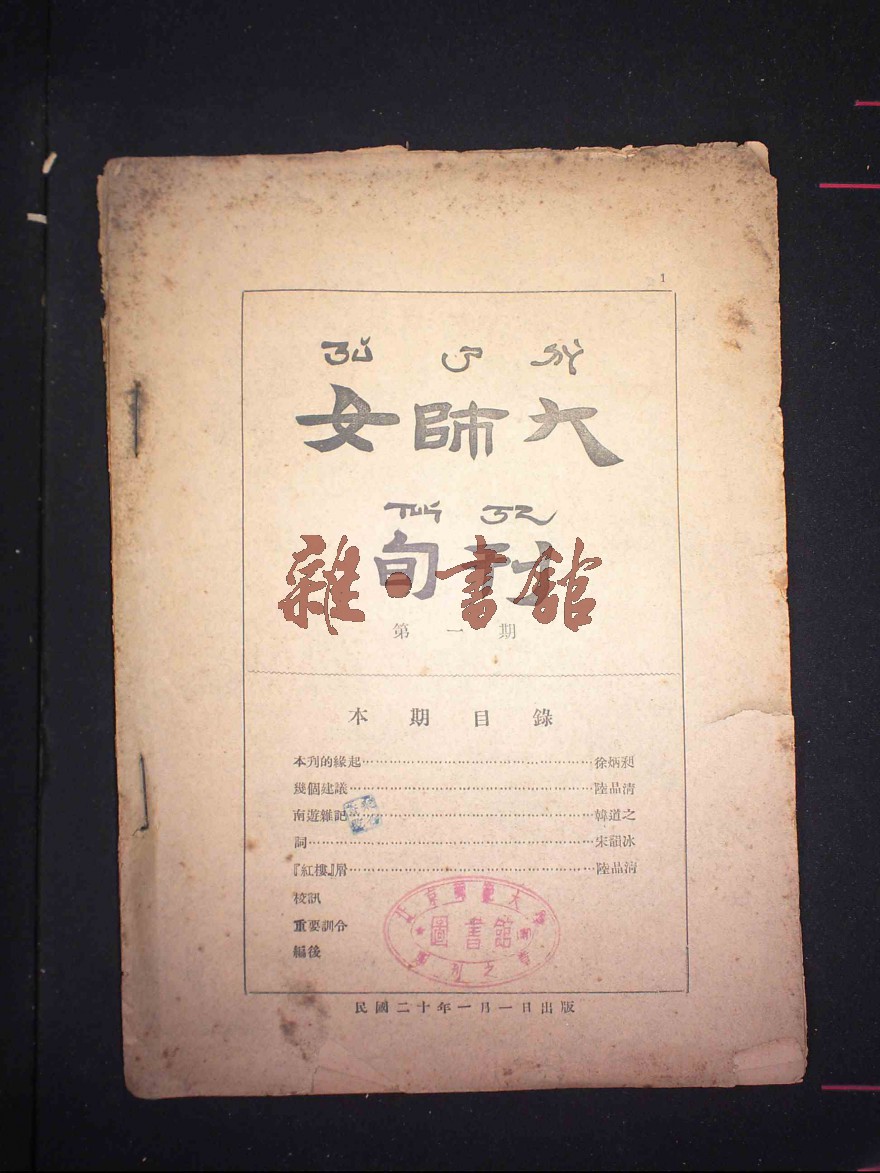 1
女師大
旬刊
雜·書館
第一期
本期目錄
本刋的緣起……徐炳昶
幾個建議……陸晶清
南遊雜記……韓道之
詞……宋韻冰
『紅樓』屑……陸晶清
校訊
重要訓令
編後
圖書館
民國二十年一月一日出版